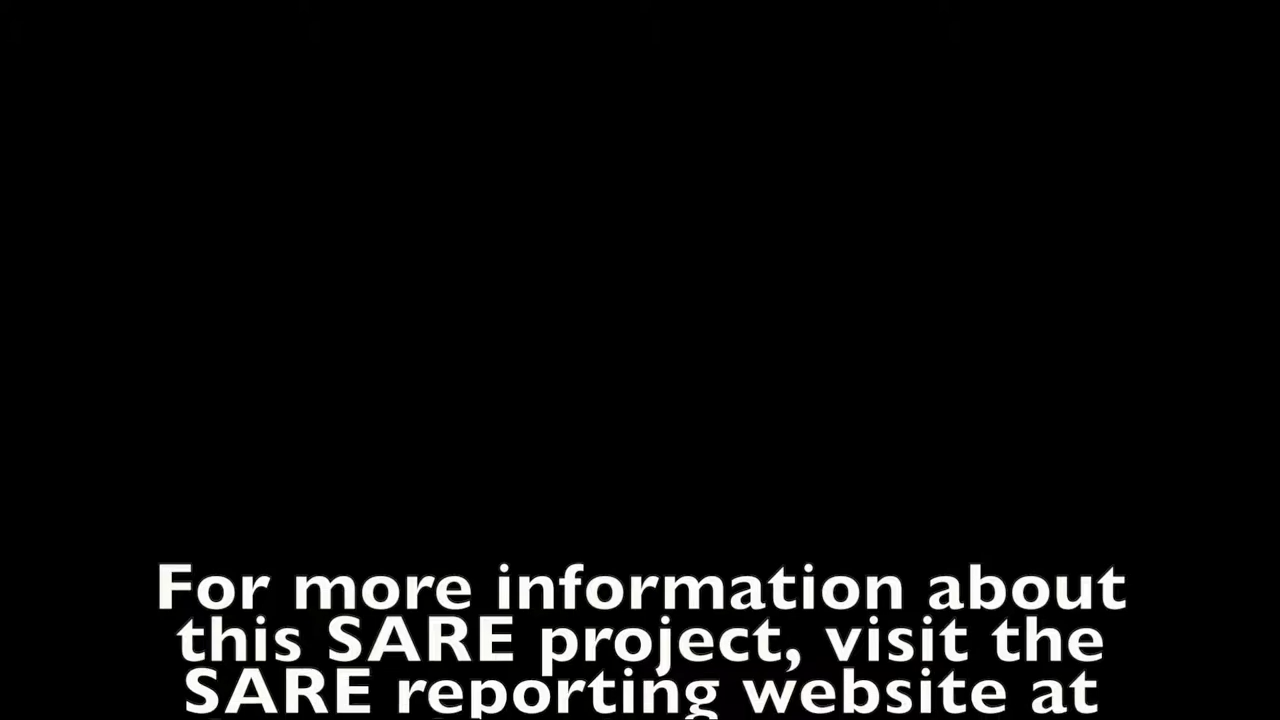 For more information about
this SARE project, visit the
SARE reporting website at